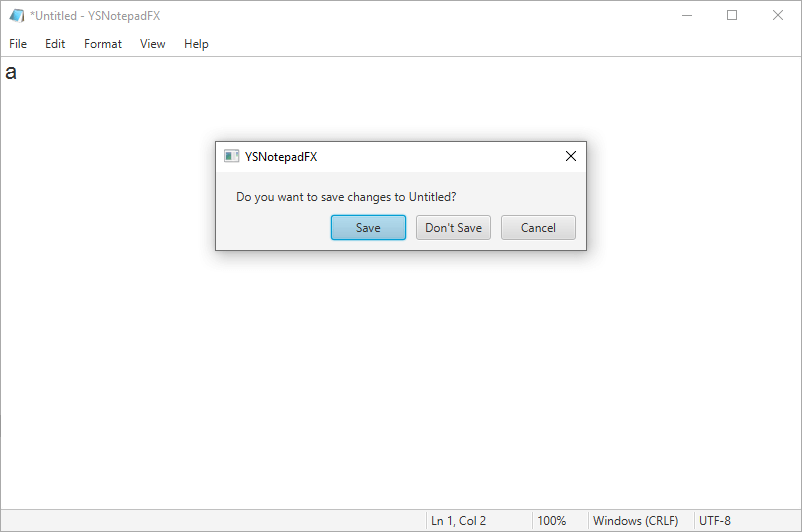 *Untitled - YSNotepadFX
File Edit Format View Help
a
YSNotepadFX
Do you want to save changes to Untitled?
Save Don't Save Cancel
Ln 1, Col 2 100% Windows (CRLF) UTF-8